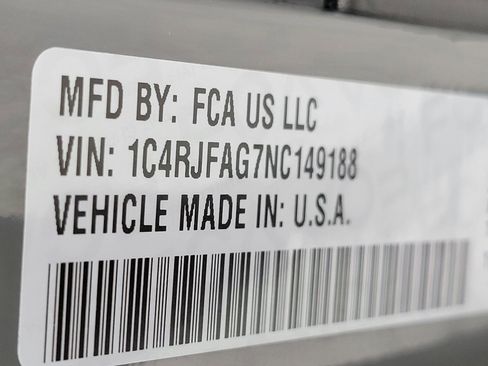 MFD BY: FCA US LLC
VIN: 1C4RJFAG7NC149188
VEHICLE MADE IN: U.S.A.